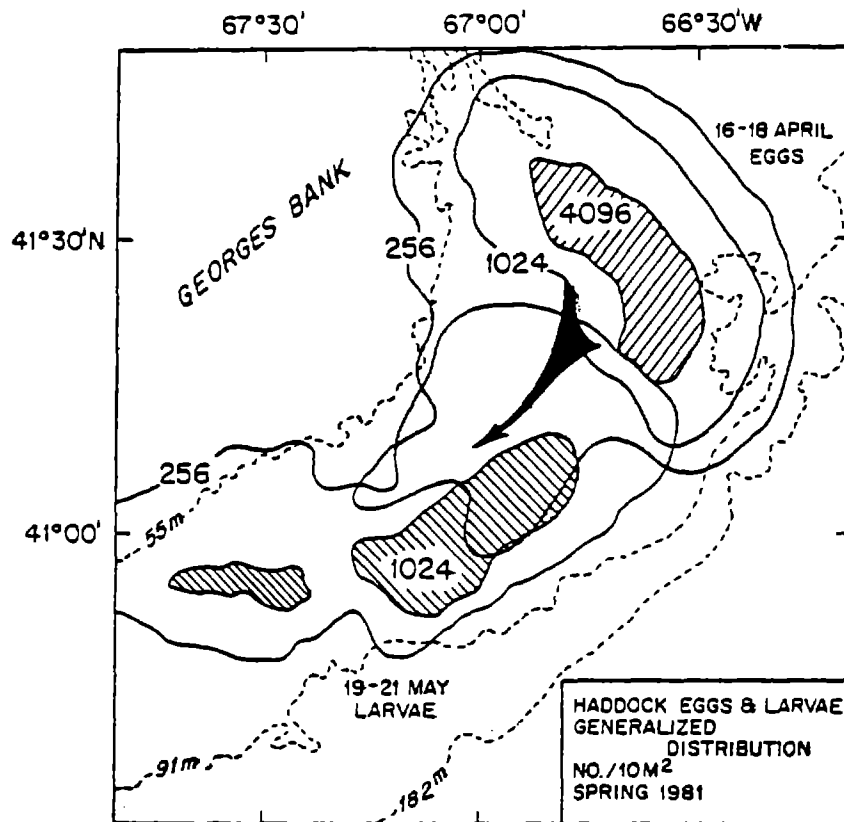 67°30' 67°00' 66°30'W
16-18 APRIL
EGGS
GEORGES BANK
4096
41°30'N
256
1024
256
55m
41°00'
1024
19-21 MAY
LARVAE
91m
182m
HADDOCK EGGS & LARVAE
GENERALIZED
DISTRIBUTION
NO./10M²
SPRING 1981